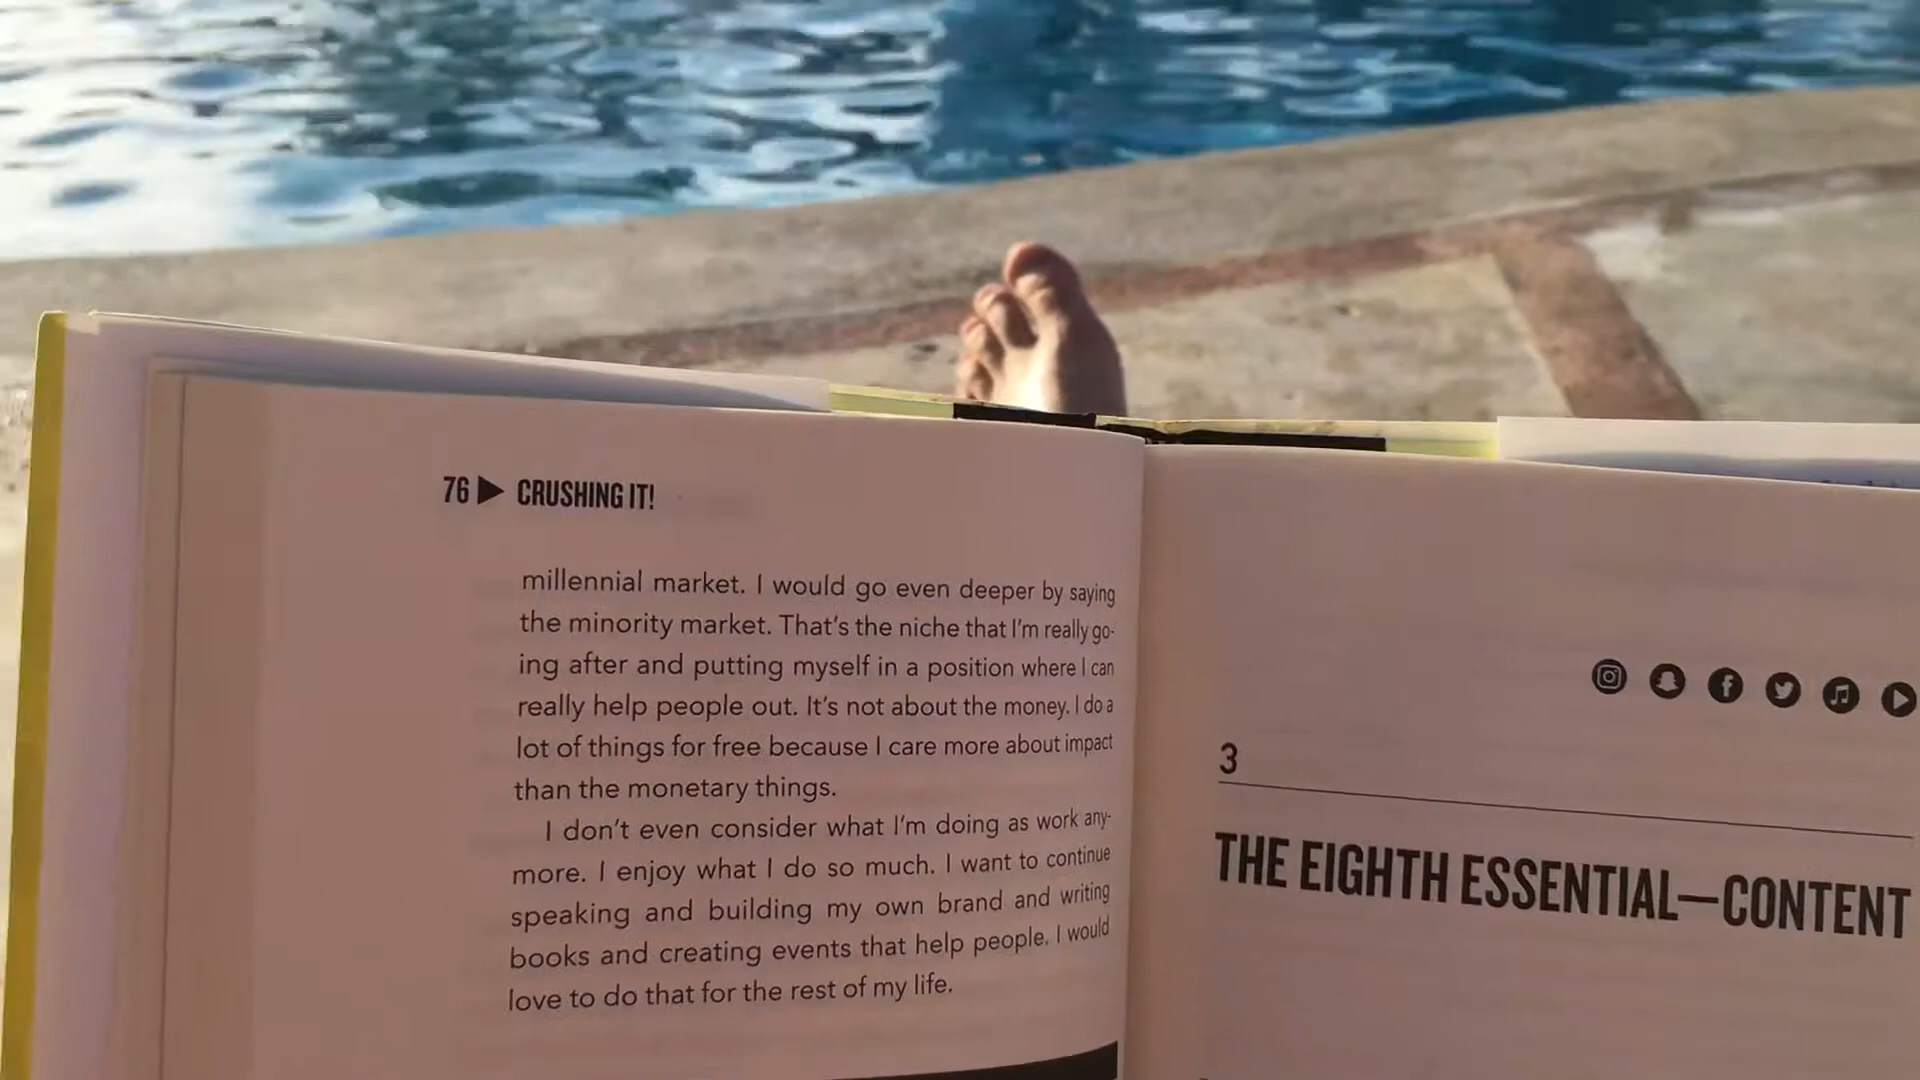 76 ▶ CRUSHING IT!
millennial market. I would go even deeper by saying
the minority market. That's the niche that I'm really go-
ing after and putting myself in a position where I can
really help people out. It's not about the money. I do a
lot of things for free because I care more about impact
than the monetary things.
I don't even consider what I'm doing as work any-
more. I enjoy what I do so much. I want to continue
speaking and building my own brand and writing
books and creating events that help people. I would
love to do that for the rest of my life.
3
THE EIGHTH ESSENTIAL—CONTENT